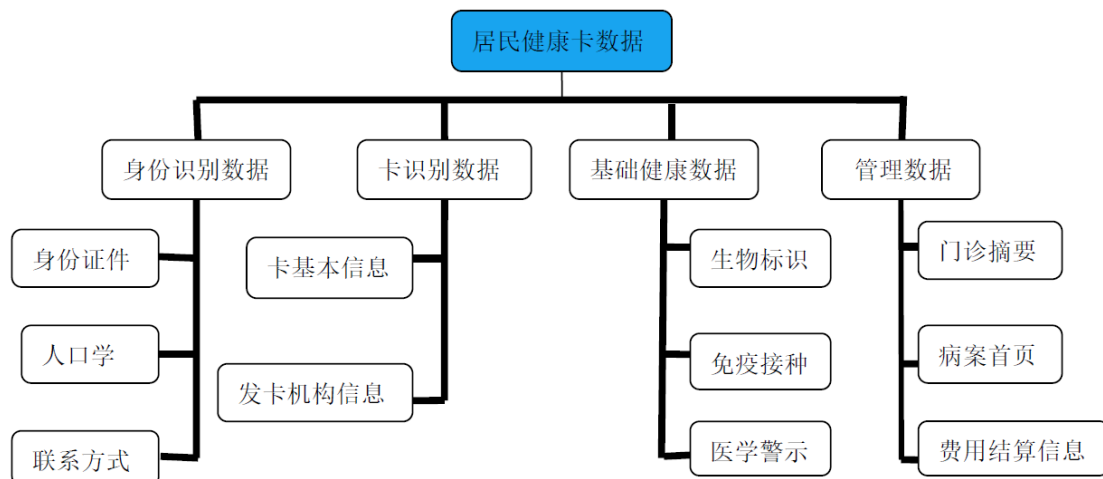 居民健康卡数据
身份识别数据
卡识别数据
基础健康数据
管理数据
身份证件
人口学
联系方式
卡基本信息
发卡机构信息
生物标识
免疫接种
医学警示
门诊摘要
病案首页
费用结算信息